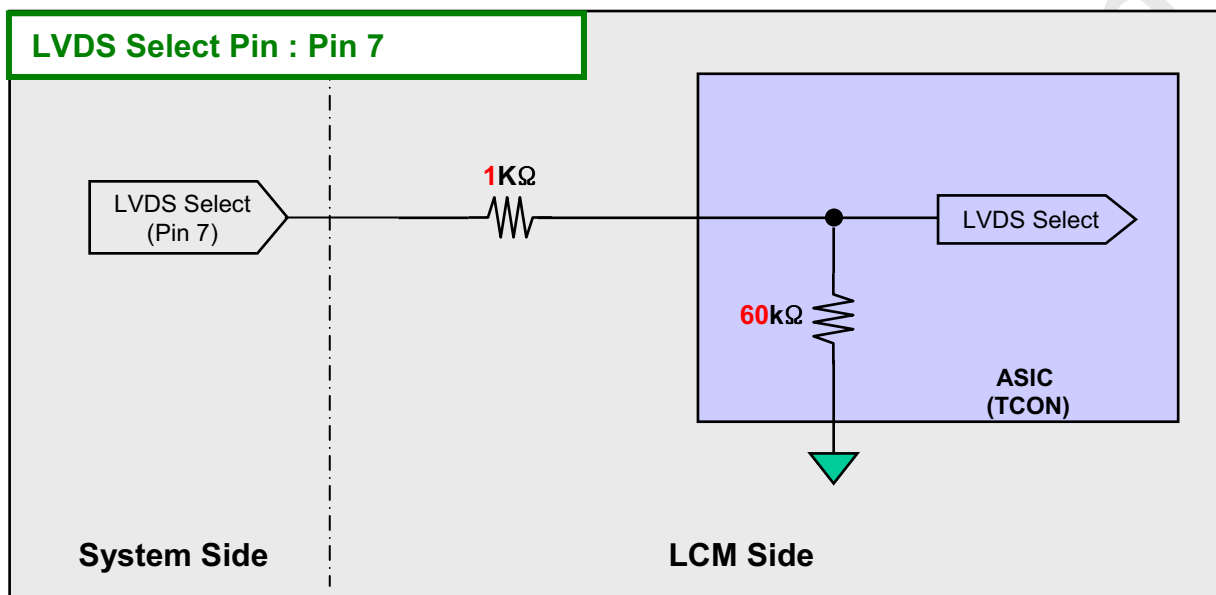 LVDS Select Pin : Pin 7
1KΩ
LVDS Select
(Pin 7)
LVDS Select
60kΩ
ASIC
(TCON)
System Side
LCM Side